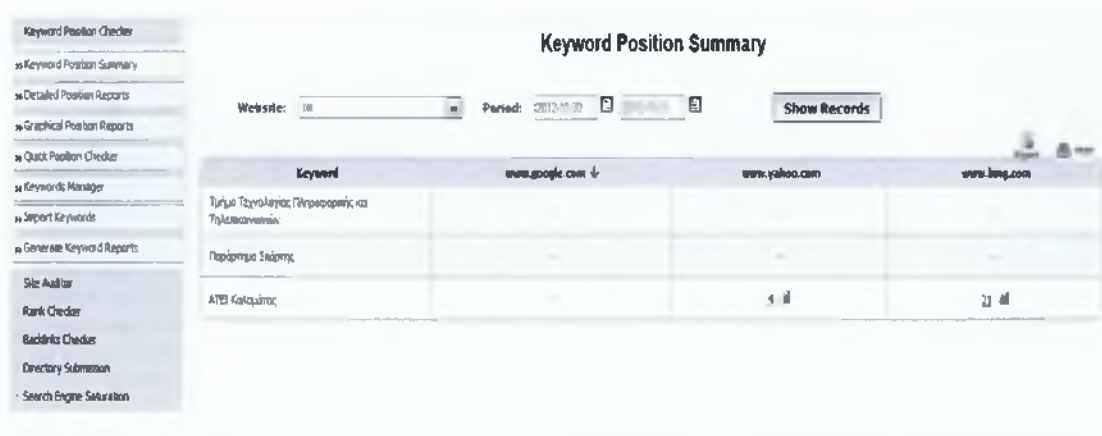 Keyword Position Checker
Keyword Position Summary
» Keyword Position Summary
» Detailed Position Reports
Website:
Period:
Show Records
» Graphical Position Reports
» Quick Position Checker
Keyword
www.google.com ↓
www.yahoo.com
www.bing.com
» Keywords Manager
» Import Keywords
Τμήμα Τεχνολογίας Πληροφορικής και
Τηλεπικοινωνιών
» Generate Keyword Reports
Παράρτημα Σπάρτης
Site Auditor
ΑΤΕΙ Καλαμάτας
Rank Checker
Backlinks Checker
Directory Submission
Search Engine Saturation